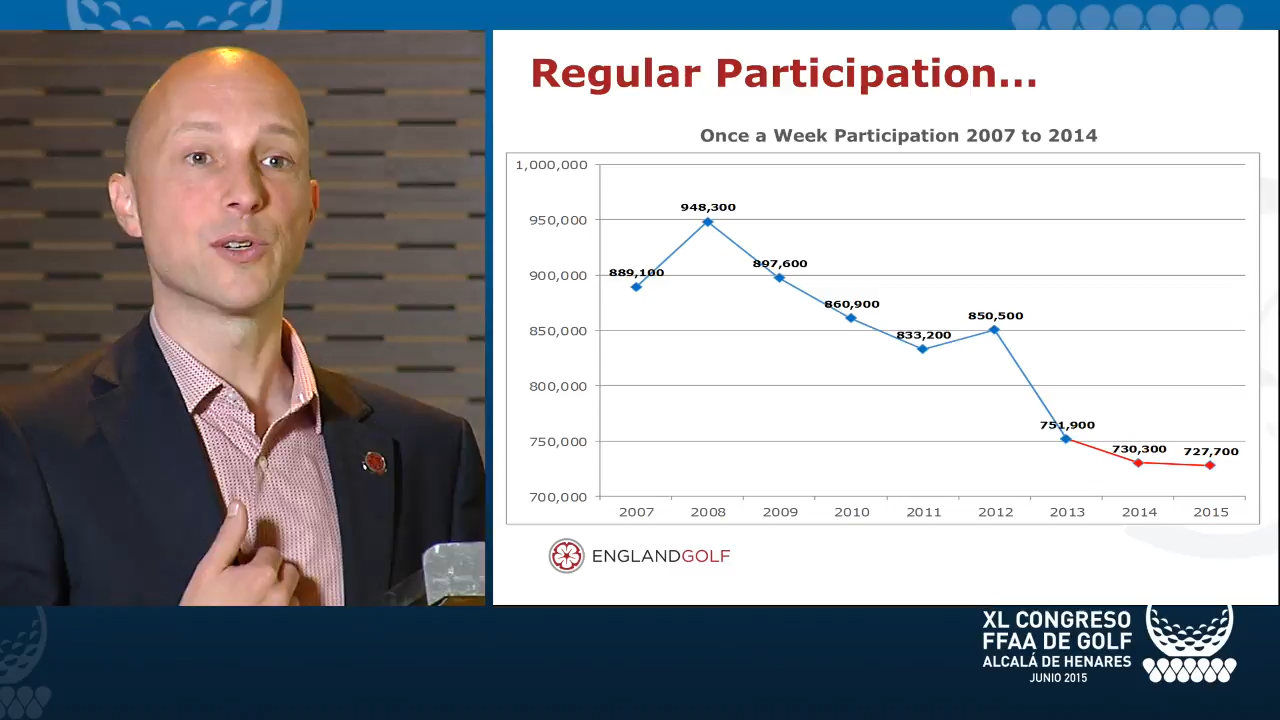 Regular Participation...
Once a Week Participation 2007 to 2014
1,000,000
950,000
900,000
850,000
800,000
750,000
700,000
889,100
948,300
897,600
860,900
833,200
850,500
751,900
730,300
727,700
2007 2008 2009 2010 2011 2012 2013 2014 2015
ENGLANDGOLF
XL CONGRESO
FFAA DE GOLF
ALCALÁ DE HENARES
JUNIO 2015